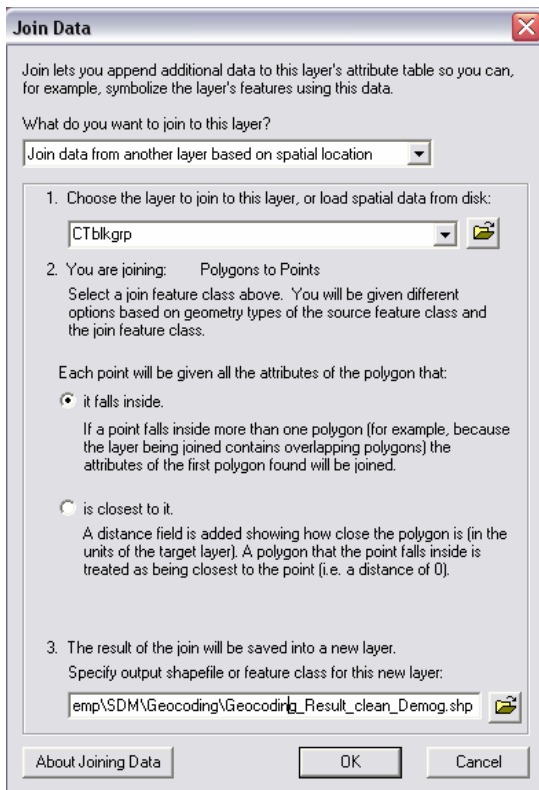 Join Data
Join lets you append additional data to this layer's attribute table so you can,
for example, symbolize the layer's features using this data.
What do you want to join to this layer?
Join data from another layer based on spatial location
1. Choose the layer to join to this layer, or load spatial data from disk:
CTblkgrp
2. You are joining: Polygons to Points
Select a join feature class above. You will be given different
options based on geometry types of the source feature class and
the join feature class.
Each point will be given all the attributes of the polygon that:
it falls inside.
If a point falls inside more than one polygon (for example, because
the layer being joined contains overlapping polygons) the
attributes of the first polygon found will be joined.
is closest to it.
A distance field is added showing how close the polygon is (in the
units of the target layer). A polygon that the point falls inside is
treated as being closest to the point (i.e. a distance of 0).
3. The result of the join will be saved into a new layer.
Specify output shapefile or feature class for this new layer:
emp\SDM\Geocoding\Geocoding_Result_clean_Demog.shp
About Joining Data OK Cancel